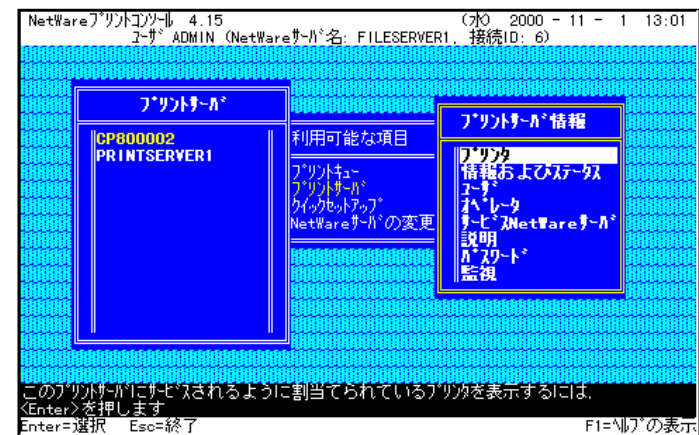 NetWareﾌﾟﾘﾝﾄｺﾝｿｰﾙ 4.15 (水) 2000 - 11 - 1 13:01
ﾕｰｻﾞ ADMIN (NetWareｻｰﾊﾞ名: FILESERVER1, 接続ID: 6)
ﾌﾟﾘﾝﾄｻｰﾊﾞ
CP800002
PRINTSERVER1
利用可能な項目
ﾌﾟﾘﾝﾄｷｭｰ
ﾌﾟﾘﾝﾄｻｰﾊﾞ
ｸｲｯｸｾｯﾄｱｯﾌﾟ
NetWareｻｰﾊﾞの変更
ﾌﾟﾘﾝﾄｻｰﾊﾞ情報
ﾌﾟﾘﾝﾀ
情報およびｽﾃｰﾀｽ
ﾕｰｻﾞ
ｵﾍﾟﾚｰﾀ
ｻｰﾋﾞｽNetWareｻｰﾊﾞ
説明
ﾊﾟｽﾜｰﾄﾞ
監視
このﾌﾟﾘﾝﾄｻｰﾊﾞにｻｰﾋﾞｽされるように割当てられているﾌﾟﾘﾝﾀを表示するには,
<Enter>を押します
Enter=選択 Esc=終了 F1=ﾍﾙﾌﾟの表示